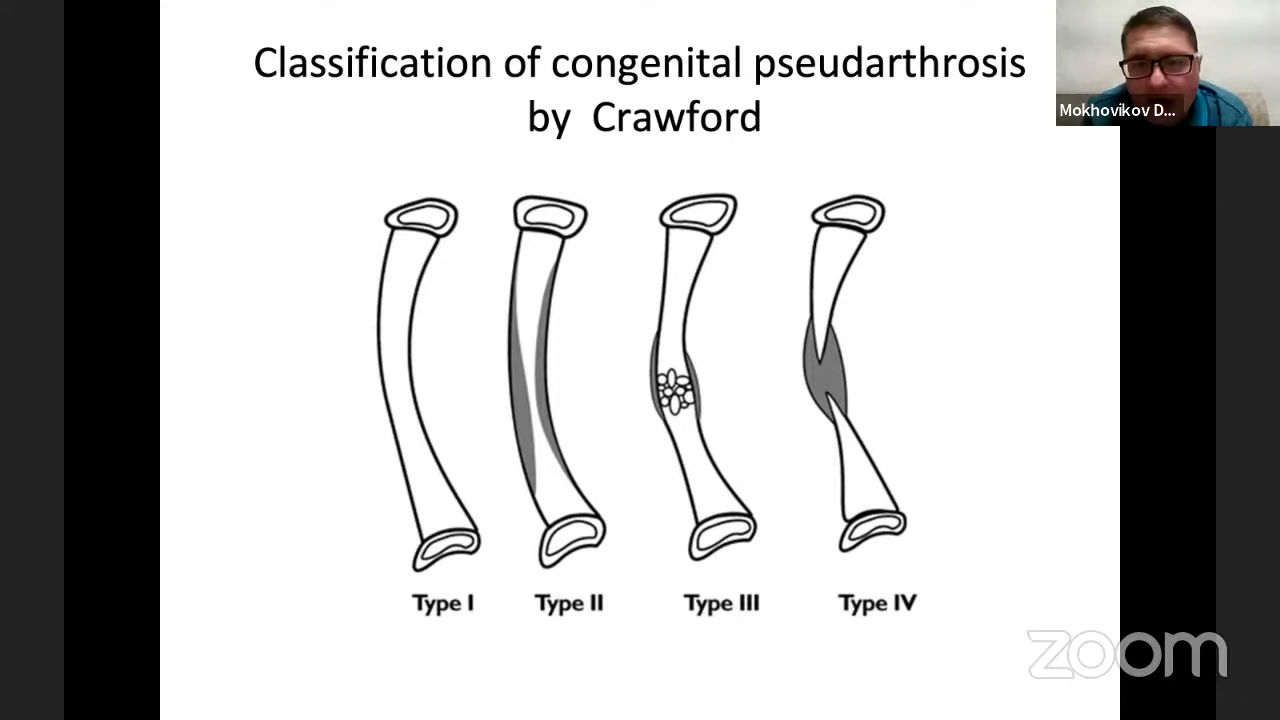 Classification of congenital pseudarthrosis
by Crawford
Mokhovikov D...
Type I
Type II
Type III
Type IV
zoom